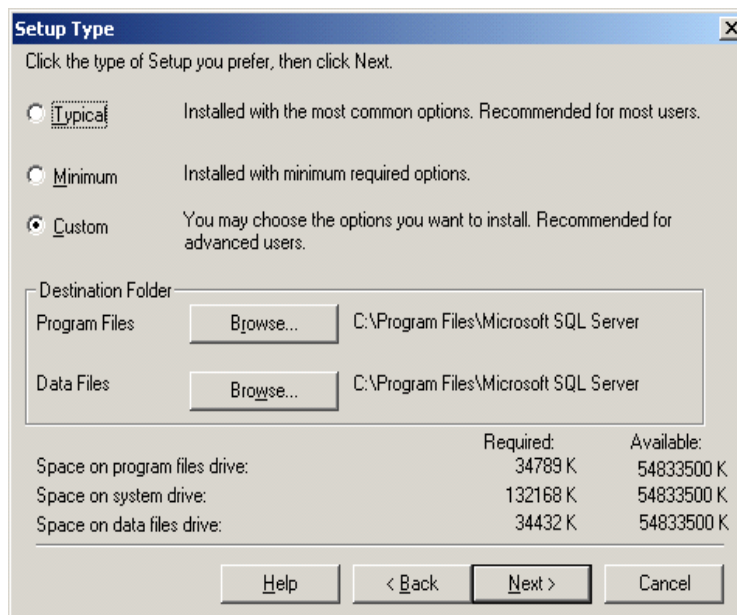 Setup Type
Click the type of Setup you prefer, then click Next.
Typical Installed with the most common options. Recommended for most users.
Minimum Installed with minimum required options.
Custom You may choose the options you want to install. Recommended for
advanced users.
Destination Folder
Program Files Browse... C:\Program Files\Microsoft SQL Server
Data Files Browse... C:\Program Files\Microsoft SQL Server
Required: Available:
Space on program files drive: 34789 K 54833500 K
Space on system drive: 132168 K 54833500 K
Space on data files drive: 34432 K 54833500 K
Help < Back Next > Cancel